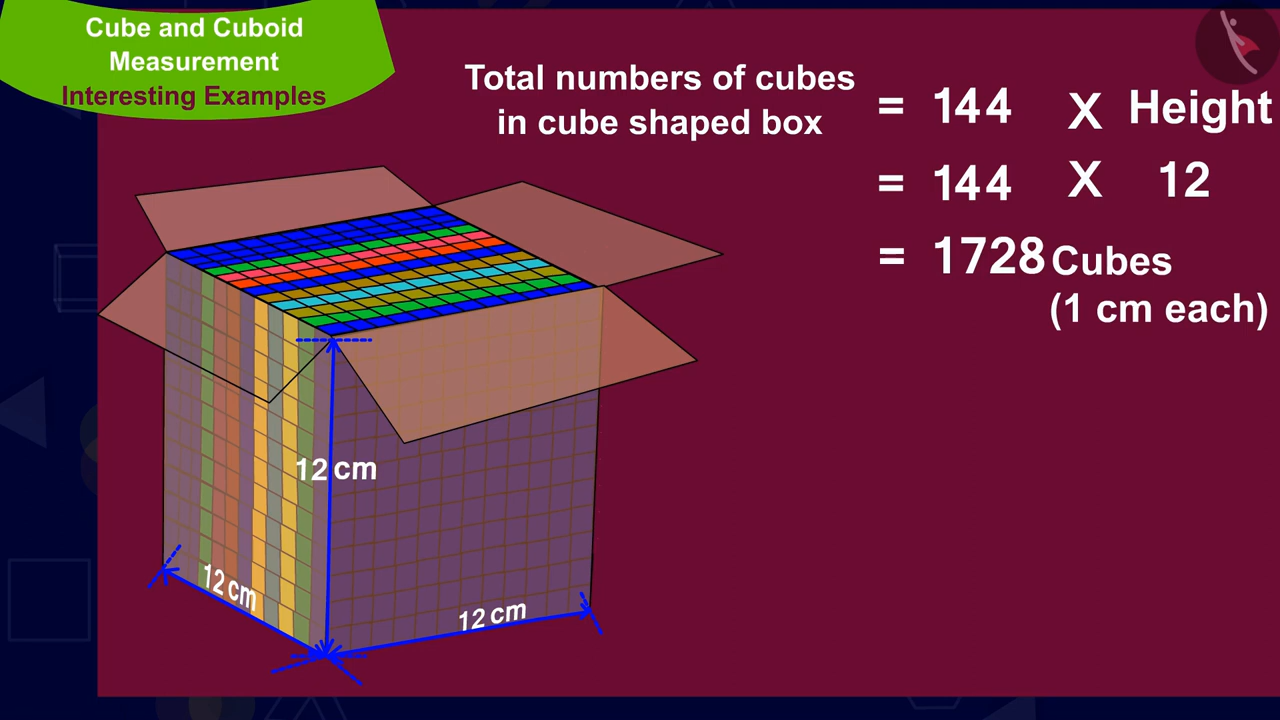 Cube and Cuboid
Measurement
Interesting Examples
Total numbers of cubes
in cube shaped box
= 144 X Height
= 144 X 12
= 1728 Cubes
(1 cm each)
12 cm
12 cm
12 cm